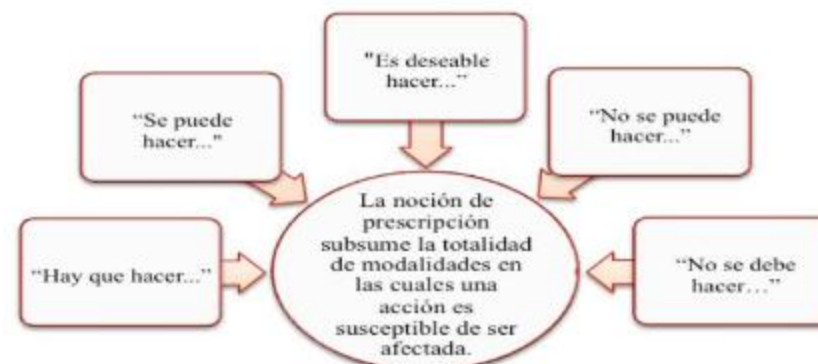 "Es deseable
hacer...”
“Se puede
hacer..."
“No se puede
hacer...”
“Hay que hacer...”
La noción de
prescripción
subsume la totalidad
de modalidades en
las cuales una
acción es
susceptible de ser
afectada.
“No se debe
hacer...”